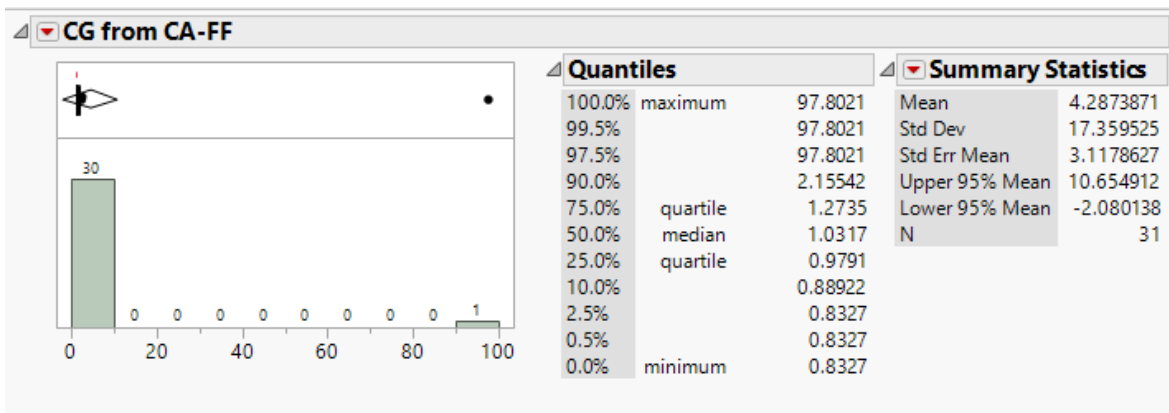 CG from CA-FF
30
0 0 0 0 0 0 0 0 1
0 20 40 60 80 100
Quantiles
100.0% maximum 97.8021
99.5% 97.8021
97.5% 97.8021
90.0% 2.15542
75.0% quartile 1.2735
50.0% median 1.0317
25.0% quartile 0.9791
10.0% 0.88922
2.5% 0.8327
0.5% 0.8327
0.0% minimum 0.8327
Summary Statistics
Mean 4.2873871
Std Dev 17.359525
Std Err Mean 3.1178627
Upper 95% Mean 10.654912
Lower 95% Mean -2.080138
N 31